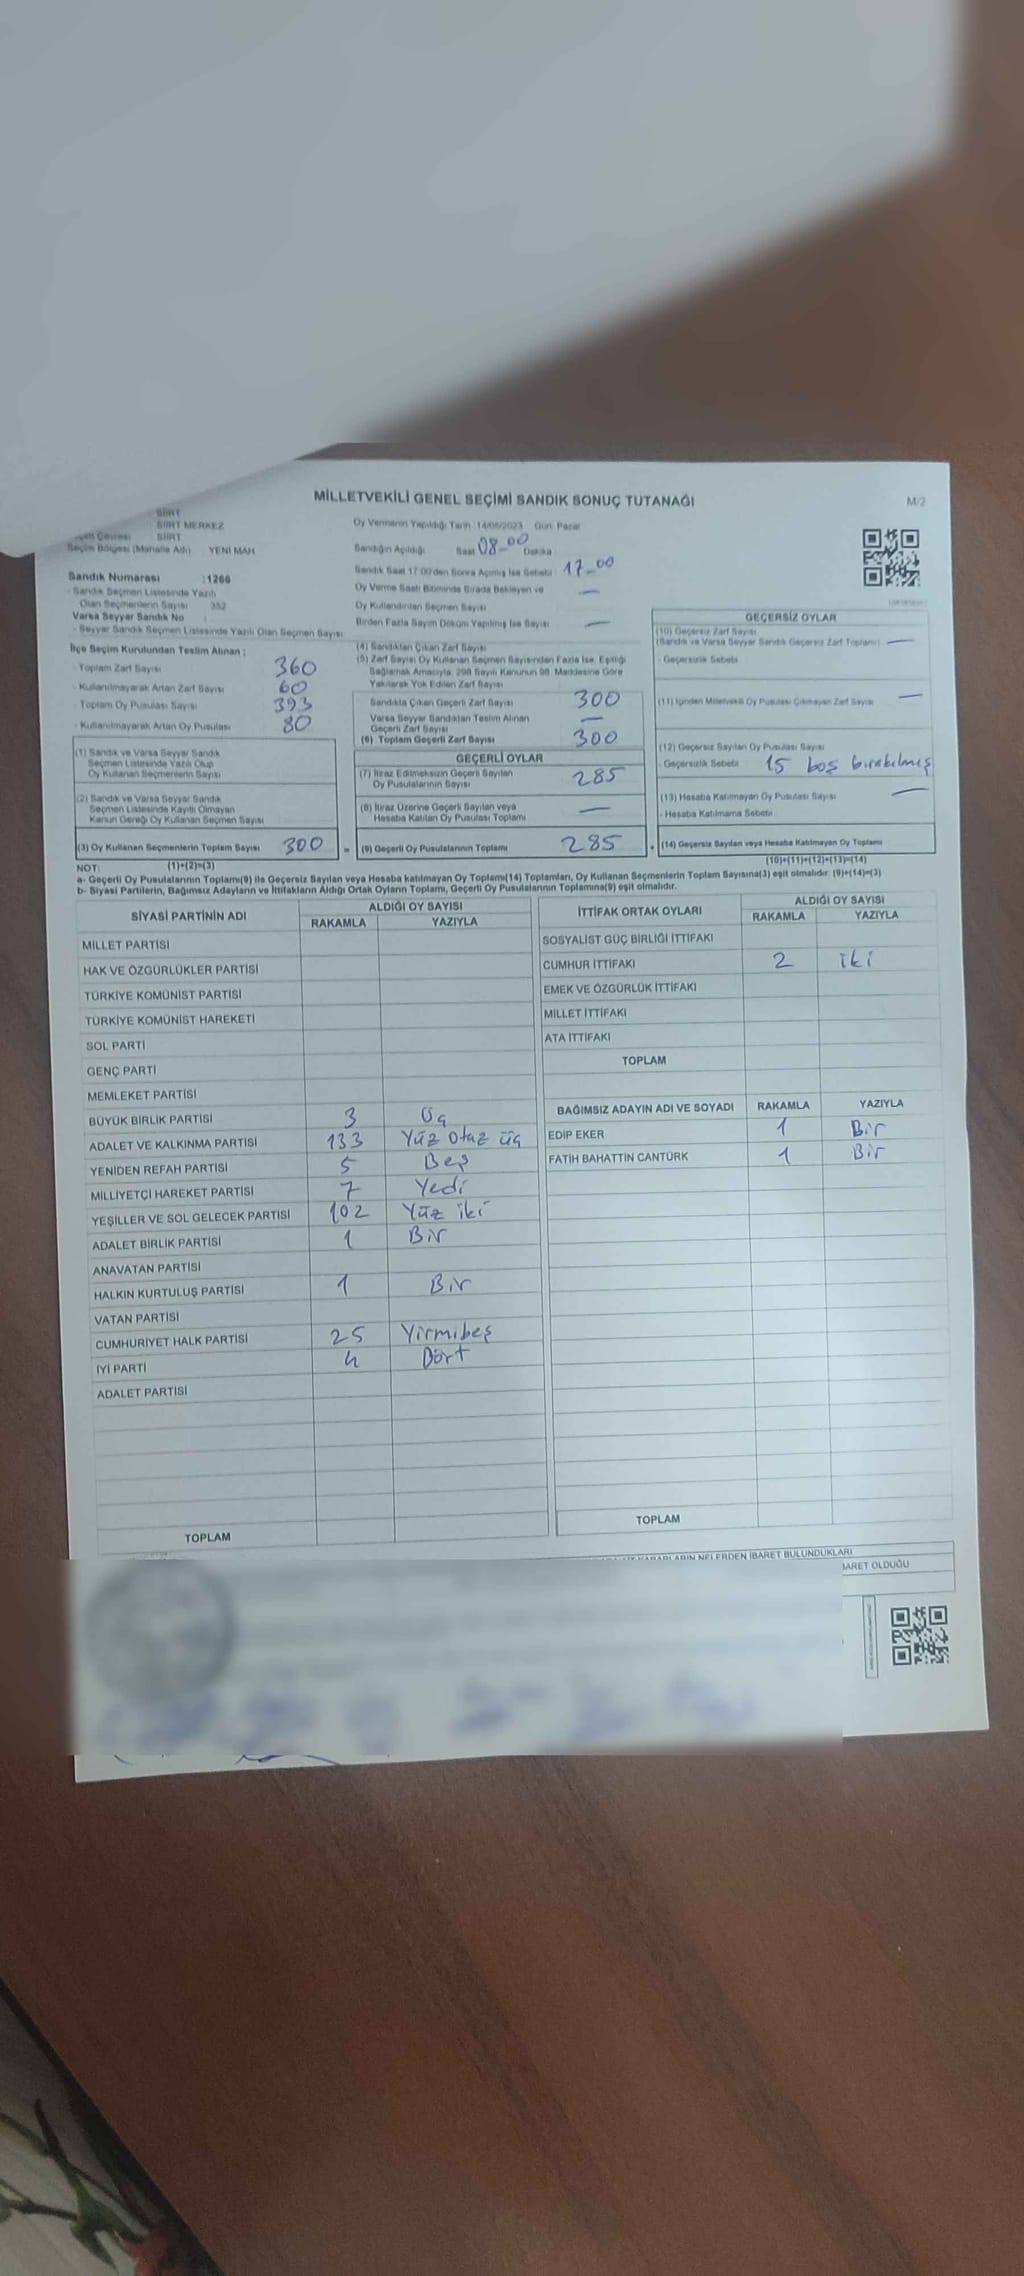 MİLLETVEKİLİ GENEL SEÇİMİ SANDIK SONUÇ TUTANAĞI
M/2
SİİRT
SİİRT MERKEZ
Seçim Çevresi SİİRT
Seçim Bölgesi (Mahalle Adı) YENİ MAH
Sandık Numarası :1266
- Sandık Seçmen Listesinde Yazılı
Olan Seçmenlerin Sayısı 352
Varsa Seyyar Sandık No
- Seyyar Sandık Seçmen Listesinde Yazılı Olan Seçmen Sayısı
Oy Vermenin Yapıldığı Tarih 14/05/2023 Gün: Pazar
Sandığın Açıldığı Saat 08-00 Dakika
Sandık Saat 17:00'den Sonra Açılmış İse Sebebi: 17-00
Oy Verme Saati Bitiminde Sırada Bekleyen ve —
Oy Kullandırılan Seçmen Sayısı
Birden Fazla Sayım Döküm Yapılmış İse Sayısı —
İlçe Seçim Kurulundan Teslim Alınan :
- Toplam Zarf Sayısı 360
- Kullanılmayarak Artan Zarf Sayısı 60
- Toplam Oy Pusulası Sayısı 393
- Kullanılmayarak Artan Oy Pusulası 80
(1) Sandık ve Varsa Seyyar Sandık
Seçmen Listesinde Yazılı Olup
Oy Kullanan Seçmenlerin Sayısı
(2) Sandık ve Varsa Seyyar Sandık
Seçmen Listesinde Kayıtlı Olmayan
Kanun Gereği Oy Kullanan Seçmen Sayısı
(3) Oy Kullanan Seçmenlerin Toplam Sayısı 300 =
(4) Sandıktan Çıkan Zarf Sayısı
(5) Zarf Sayısı Oy Kullanan Seçmen Sayısından Fazla İse, Eşitliği
Sağlamak Amacıyla, 298 Sayılı Kanunun 98. Maddesine Göre
Yakılarak Yok Edilen Zarf Sayısı
Sandıkta Çıkan Geçerli Zarf Sayısı 300
Varsa Seyyar Sandıktan Teslim Alınan
Geçerli Zarf Sayısı —
(6) Toplam Geçerli Zarf Sayısı 300
GEÇERLİ OYLAR
(7) İtiraz Edilmeksizin Geçerli Sayılan
Oy Pusulalarının Sayısı 285
(8) İtiraz Üzerine Geçerli Sayılan veya
Hesaba Katılan Oy Pusulası Toplamı —
(9) Geçerli Oy Pusulalarının Toplamı 285 +
GEÇERSİZ OYLAR
(10) Geçersiz Zarf Sayısı
(Sandık ve Varsa Seyyar Sandık Geçersiz Zarf Toplamı) —
- Geçersizlik Sebebi
(11) İçinden Milletvekili Oy Pusulası Çıkmayan Zarf Sayısı —
(12) Geçersiz Sayılan Oy Pusulası Sayısı
- Geçersizlik Sebebi 15 boş bırakılmış
(13) Hesaba Katılmayan Oy Pusulası Sayısı —
- Hesaba Katılmama Sebebi
(14) Geçersiz Sayılan veya Hesaba Katılmayan Oy Toplamı
NOT: (1)+(2)=(3)
(10)+(11)+(12)+(13)=(14)
a- Geçerli Oy Pusulalarının Toplamı(9) ile Geçersiz Sayılan veya Hesaba katılmayan Oy Toplamı(14) Toplamları, Oy Kullanan Seçmenlerin Toplam Sayısına(3) eşit olmalıdır. (9)+(14)=(3)
b- Siyasi Partilerin, Bağımsız Adayların ve İttifakların Aldığı Ortak Oyların Toplamı, Geçerli Oy Pusulalarının Toplamına(9) eşit olmalıdır.
SİYASİ PARTİNİN ADI ALDIĞI OY SAYISI
RAKAMLA YAZIYLA
MİLLET PARTİSİ
HAK VE ÖZGÜRLÜKLER PARTİSİ
TÜRKİYE KOMÜNİST PARTİSİ
TÜRKİYE KOMÜNİST HAREKETİ
SOL PARTİ
GENÇ PARTİ
MEMLEKET PARTİSİ
BÜYÜK BİRLİK PARTİSİ 3 Üç
ADALET VE KALKINMA PARTİSİ 133 Yüz Otuz üç
YENİDEN REFAH PARTİSİ 5 Beş
MİLLİYETÇİ HAREKET PARTİSİ 7 Yedi
YEŞİLLER VE SOL GELECEK PARTİSİ 102 Yüz iki
ADALET BİRLİK PARTİSİ 1 Bir
ANAVATAN PARTİSİ
HALKIN KURTULUŞ PARTİSİ 1 Bir
VATAN PARTİSİ
CUMHURİYET HALK PARTİSİ 25 Yirmibeş
İYİ PARTİ 4 Dört
ADALET PARTİSİ
TOPLAM
İTTİFAK ORTAK OYLARI ALDIĞI OY SAYISI
RAKAMLA YAZIYLA
SOSYALİST GÜÇ BİRLİĞİ İTTİFAKI
CUMHUR İTTİFAKI 2 iki
EMEK VE ÖZGÜRLÜK İTTİFAKI
MİLLET İTTİFAKI
ATA İTTİFAKI
TOPLAM
BAĞIMSIZ ADAYIN ADI VE SOYADI RAKAMLA YAZIYLA
EDİP EKER 1 Bir
FATİH BAHATTİN CANTÜRK 1 Bir
TOPLAM
NELERDEN İBARET BULUNDUKLARI
İBARET OLDUĞU